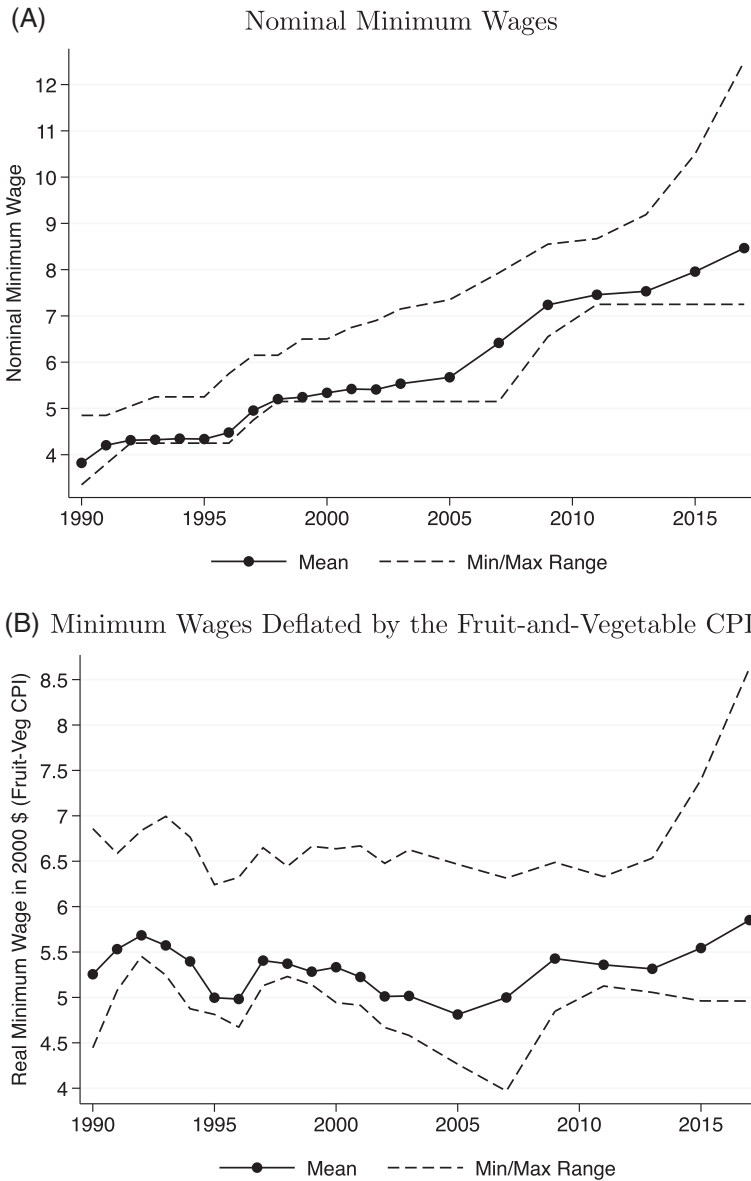 (A) Nominal Minimum Wages
Nominal Minimum Wage
12
11
10
9
8
7
6
5
4
1990 1995 2000 2005 2010 2015
Mean Min/Max Range
(B) Minimum Wages Deflated by the Fruit-and-Vegetable CPI
Real Minimum Wage in 2000 $ (Fruit-Veg CPI)
8.5
8
7.5
7
6.5
6
5.5
5
4.5
4
1990 1995 2000 2005 2010 2015
Mean Min/Max Range